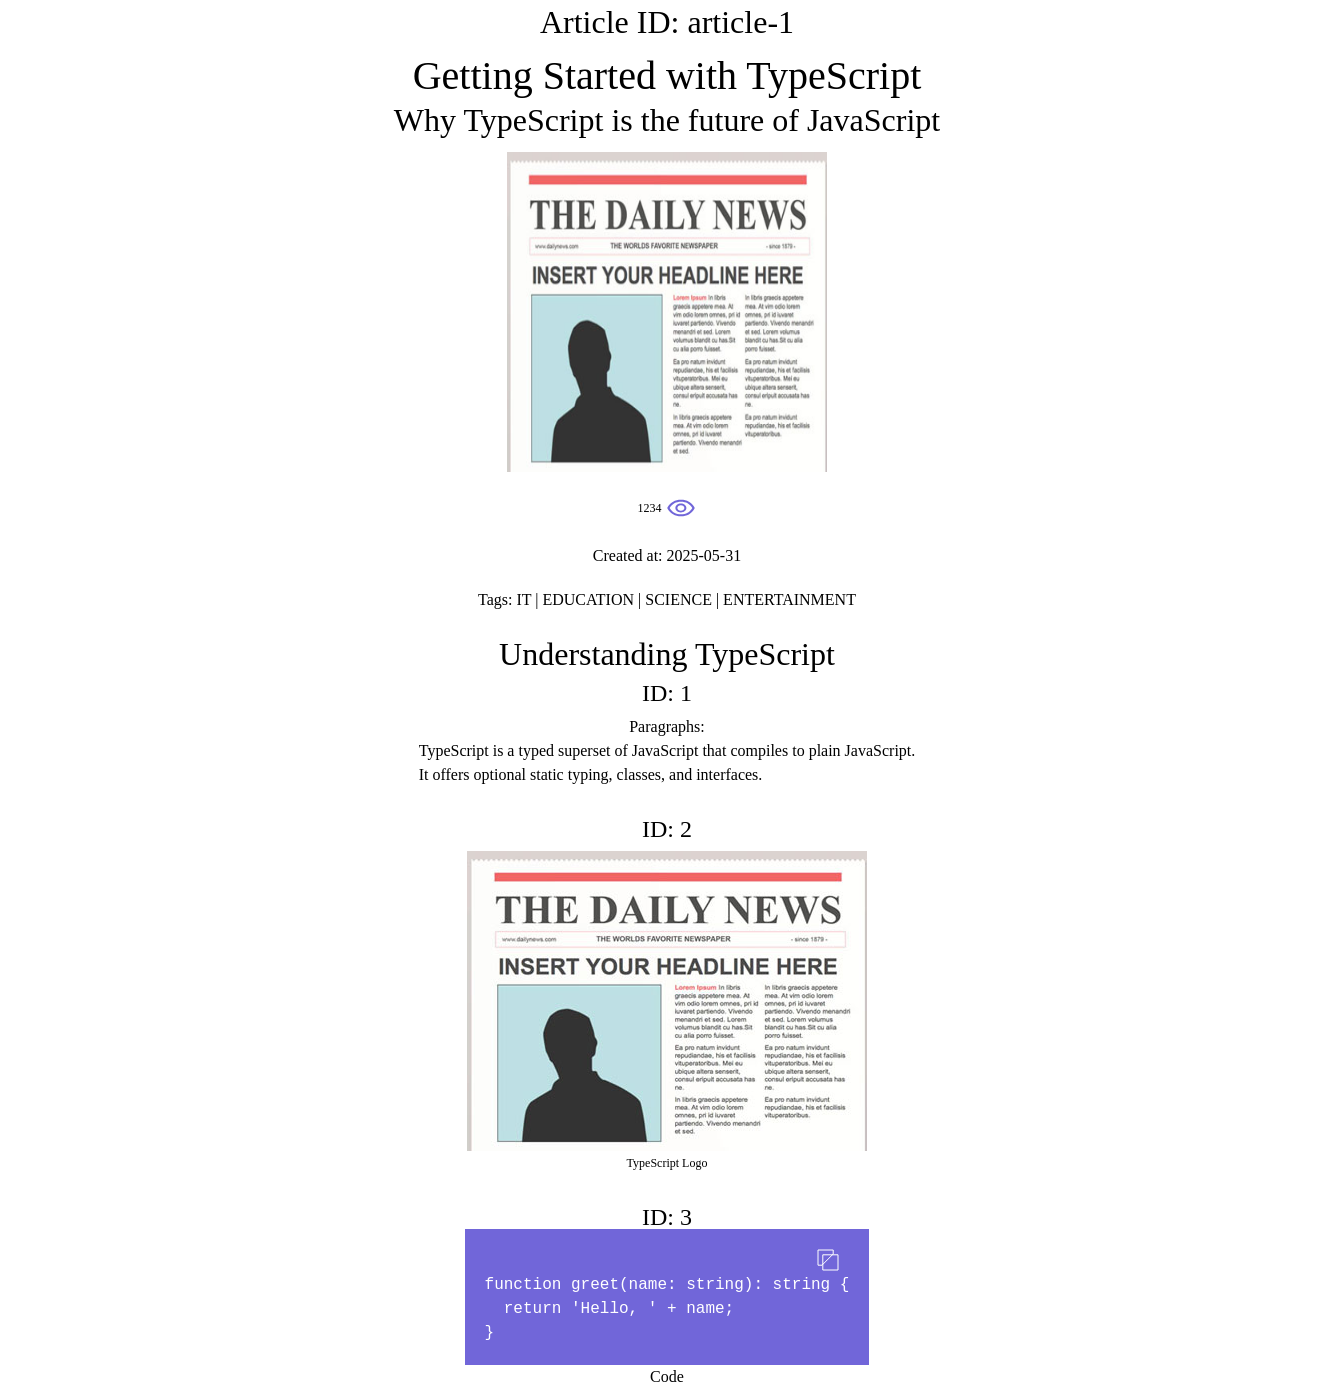 Article ID: article-1
Getting Started with TypeScript
Why TypeScript is the future of JavaScript
THE DAILY NEWS
www.dailynews.com THE WORLDS FAVORITE NEWSPAPER - since 1879 -
INSERT YOUR HEADLINE HERE
Lorem Ipsum In libris
graecis appetere
mea. At vim odio lorem
omnes, pri id iuvaret
partiendo. Vivendo
menandri et sed. Lorem
volumus blandit cu has.Sit
cu alia porro fuisset.
Ea pro natum invidunt
repudiandae, his et facilisis
vituperatoribus. Mei eu
ubique altera senserit,
consul eripuit accusata has
ne.
In libris graecis appetere
mea. At vim odio lorem
omnes, pri id iuvaret
partiendo. Vivendo menandri
et sed.
In libris graecis appetere
mea. At vim odio lorem
omnes, pri id iuvaret
partiendo. Vivendo menandri
et sed. Lorem volumus
blandit cu has.Sit cu alia
porro fuisset.
Ea pro natum invidunt
repudiandae, his et facilisis
vituperatoribus. Mei eu
ubique altera senserit,
consul eripuit accusata has
ne.
Ea pro natum invidunt
repudiandae, his et facilisis
vituperatoribus.
1234
Created at: 2025-05-31
Tags: IT | EDUCATION | SCIENCE | ENTERTAINMENT
Understanding TypeScript
ID: 1
Paragraphs:
TypeScript is a typed superset of JavaScript that compiles to plain JavaScript.
It offers optional static typing, classes, and interfaces.
ID: 2
THE DAILY NEWS
www.dailynews.com THE WORLDS FAVORITE NEWSPAPER - since 1879 -
INSERT YOUR HEADLINE HERE
Lorem Ipsum In libris
graecis appetere mea. At
vim odio lorem omnes, pri id
iuvaret partiendo. Vivendo
menandri et sed. Lorem
volumus blandit cu has.Sit
cu alia porro fuisset.
Ea pro natum invidunt
repudiandae, his et facilisis
vituperatoribus. Mei eu
ubique altera senserit,
consul eripuit accusata has
ne.
In libris graecis appetere
mea. At vim odio lorem
omnes, pri id iuvaret
partiendo. Vivendo menandri
et sed.
In libris graecis appetere
mea. At vim odio lorem
omnes, pri id iuvaret
partiendo. Vivendo menandri
et sed. Lorem volumus
blandit cu has.Sit cu alia
porro fuisset.
Ea pro natum invidunt
repudiandae, his et facilisis
vituperatoribus. Mei eu
ubique altera senserit,
consul eripuit accusata has
ne.
Ea pro natum invidunt
repudiandae, his et facilisis
vituperatoribus.
TypeScript Logo
ID: 3
function greet(name: string): string {
  return 'Hello, ' + name;
}
Code